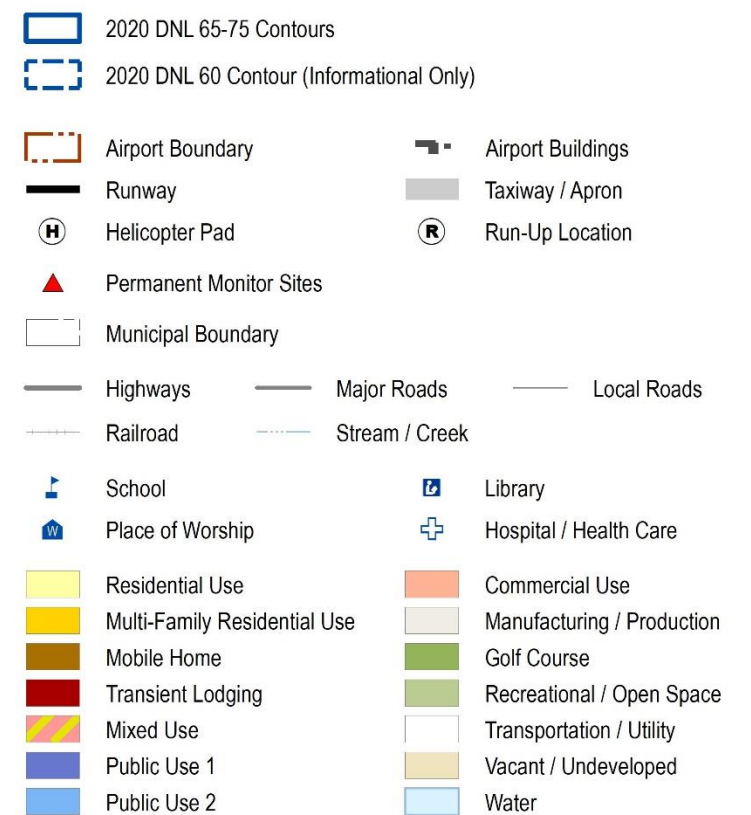 2020 DNL 65-75 Contours
2020 DNL 60 Contour (Informational Only)
Airport Boundary Airport Buildings
Runway Taxiway / Apron
H Helicopter Pad R Run-Up Location
Permanent Monitor Sites
Municipal Boundary
Highways Major Roads Local Roads
Railroad Stream / Creek
School Library
W Place of Worship Hospital / Health Care
Residential Use Commercial Use
Multi-Family Residential Use Manufacturing / Production
Mobile Home Golf Course
Transient Lodging Recreational / Open Space
Mixed Use Transportation / Utility
Public Use 1 Vacant / Undeveloped
Public Use 2 Water